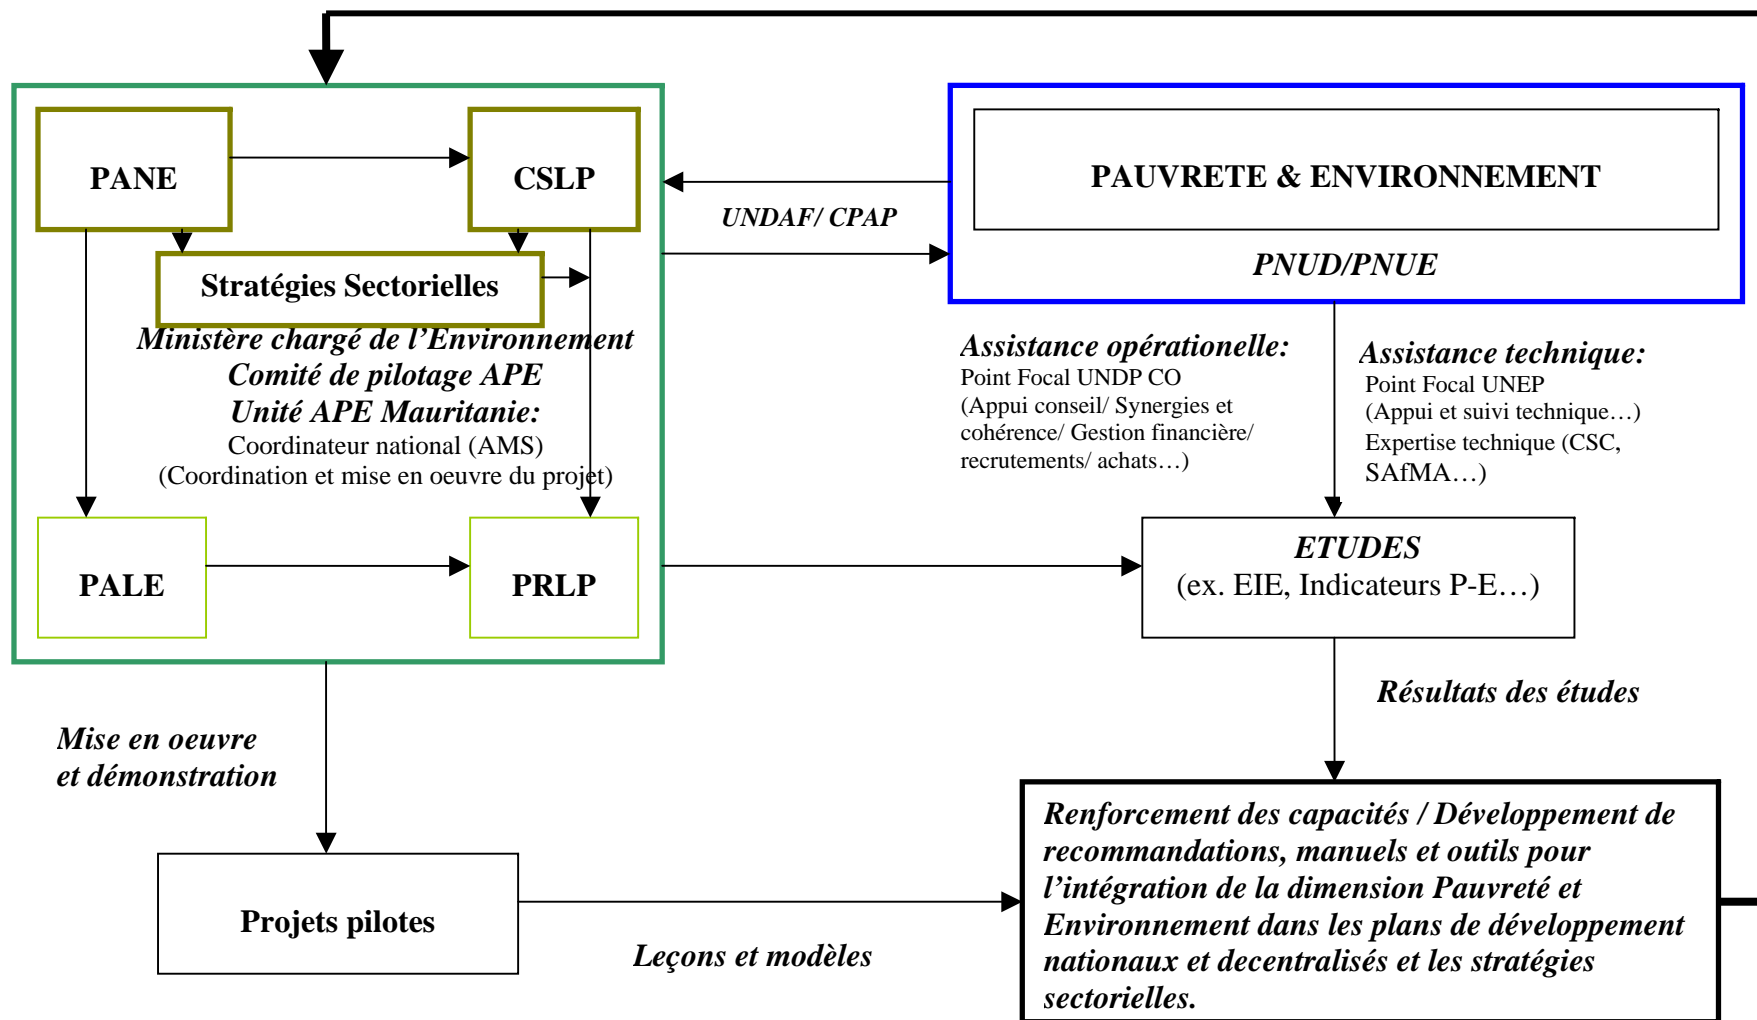 PANE
CSLP
Stratégies Sectorielles
Ministère chargé de l’Environnement
Comité de pilotage APE
Unité APE Mauritanie:
Coordinateur national (AMS)
(Coordination et mise en oeuvre du projet)
PALE
PRLP
UNDAF/ CPAP
PAUVRETE & ENVIRONNEMENT
PNUD/PNUE
Assistance opérationelle:
Point Focal UNDP CO
(Appui conseil/ Synergies et
cohérence/ Gestion financière/
recrutements/ achats…)
Assistance technique:
Point Focal UNEP
(Appui et suivi technique…)
Expertise technique (CSC,
SAfMA…)
ETUDES
(ex. EIE, Indicateurs P-E…)
Résultats des études
Mise en oeuvre
et démonstration
Projets pilotes
Leçons et modèles
Renforcement des capacités / Développement de
recommandations, manuels et outils pour
l’intégration de la dimension Pauvreté et
Environnement dans les plans de développement
nationaux et decentralisés et les stratégies
sectorielles.